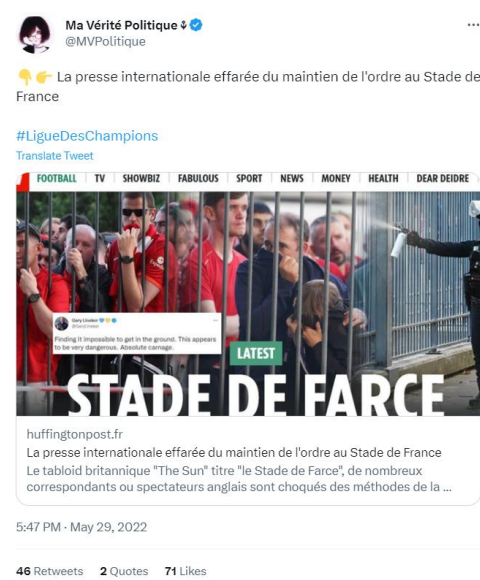 Ma Vérité Politique
@MVPolitique
👇👉 La presse internationale effarée du maintien de l'ordre au Stade de
France
#LigueDesChampions
Translate Tweet
FOOTBALL TV SHOWBIZ FABULOUS SPORT NEWS MONEY HEALTH DEAR DEIDRE
Gary Lineker
@GaryLineker
Finding it impossible to get in the ground. This appears
to be very dangerous. Absolute carnage.
LATEST
STADE DE FARCE
huffingtonpost.fr
La presse internationale effarée du maintien de l'ordre au Stade de France
Le tabloid britannique "The Sun" titre "le Stade de Farce", de nombreux
correspondants ou spectateurs anglais sont choqués des méthodes de la ...
5:47 PM · May 29, 2022
46 Retweets 2 Quotes 71 Likes